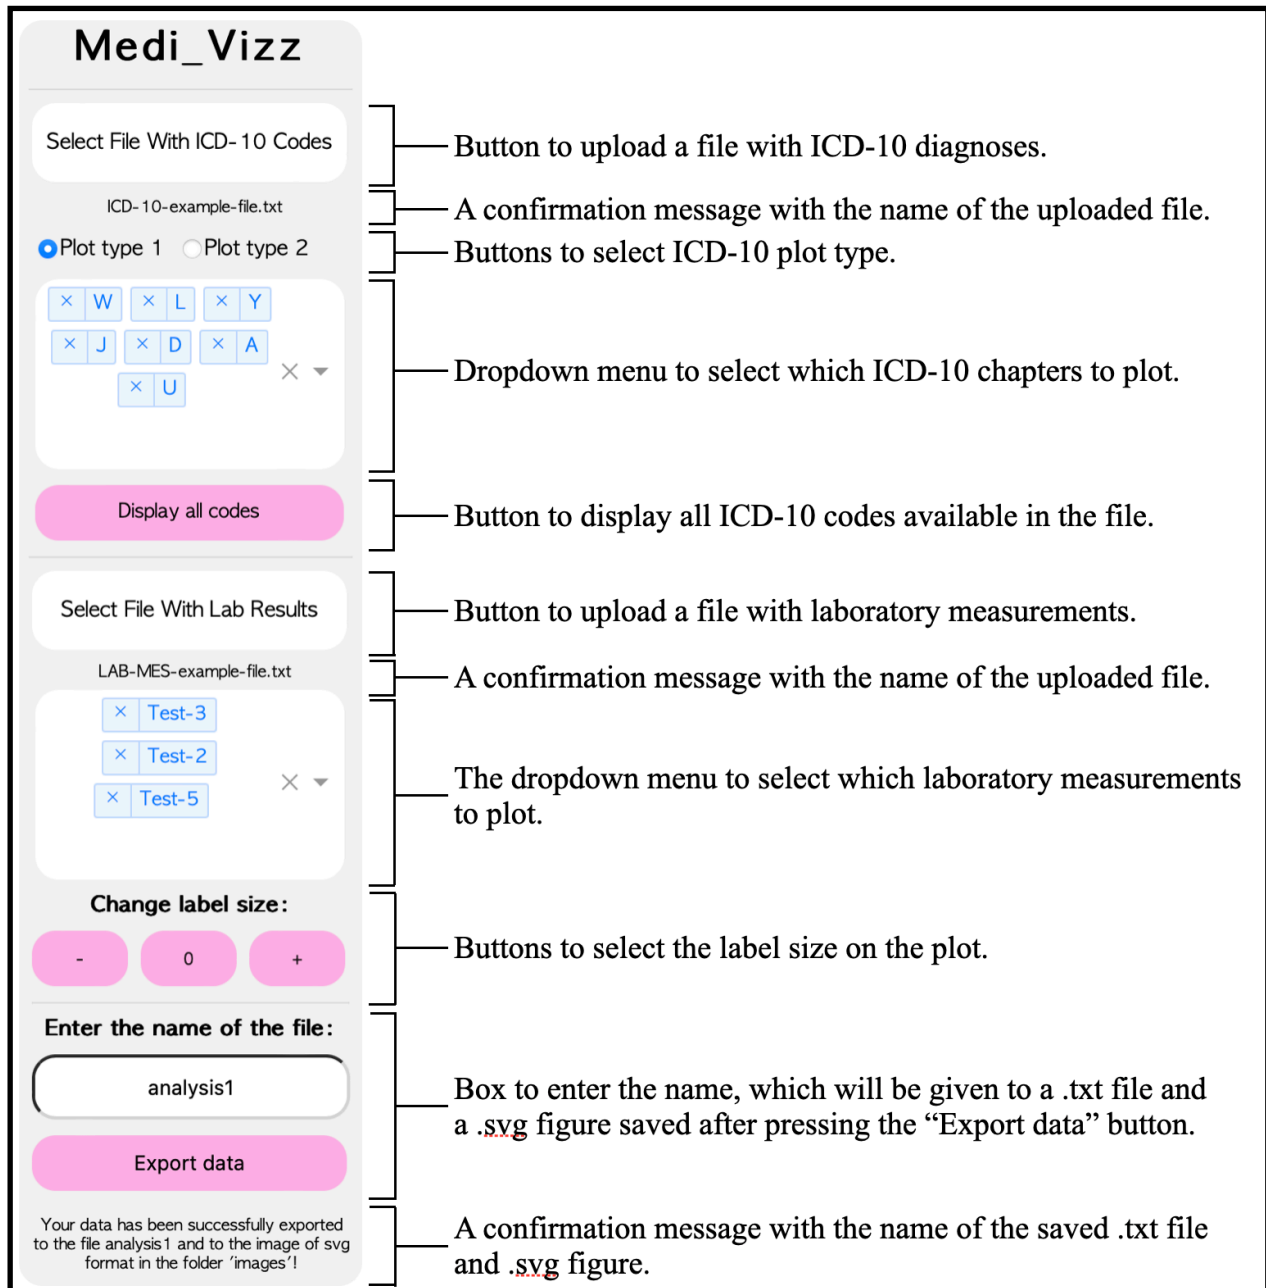 Medi_Vizz
Select File With ICD-10 Codes
Button to upload a file with ICD-10 diagnoses.
ICD-10-example-file.txt
A confirmation message with the name of the uploaded file.
Plot type 1 Plot type 2
Buttons to select ICD-10 plot type.
× W × L × Y
× J × D × A
× U
Dropdown menu to select which ICD-10 chapters to plot.
Display all codes
Button to display all ICD-10 codes available in the file.
Select File With Lab Results
Button to upload a file with laboratory measurements.
LAB-MES-example-file.txt
A confirmation message with the name of the uploaded file.
× Test-3
× Test-2
× Test-5
The dropdown menu to select which laboratory measurements
to plot.
Change label size:
- 0 +
Buttons to select the label size on the plot.
Enter the name of the file:
analysis1
Box to enter the name, which will be given to a .txt file and
a .svg figure saved after pressing the “Export data” button.
Export data
Your data has been successfully exported
to the file analysis1 and to the image of svg
format in the folder 'images'!
A confirmation message with the name of the saved .txt file
and .svg figure.